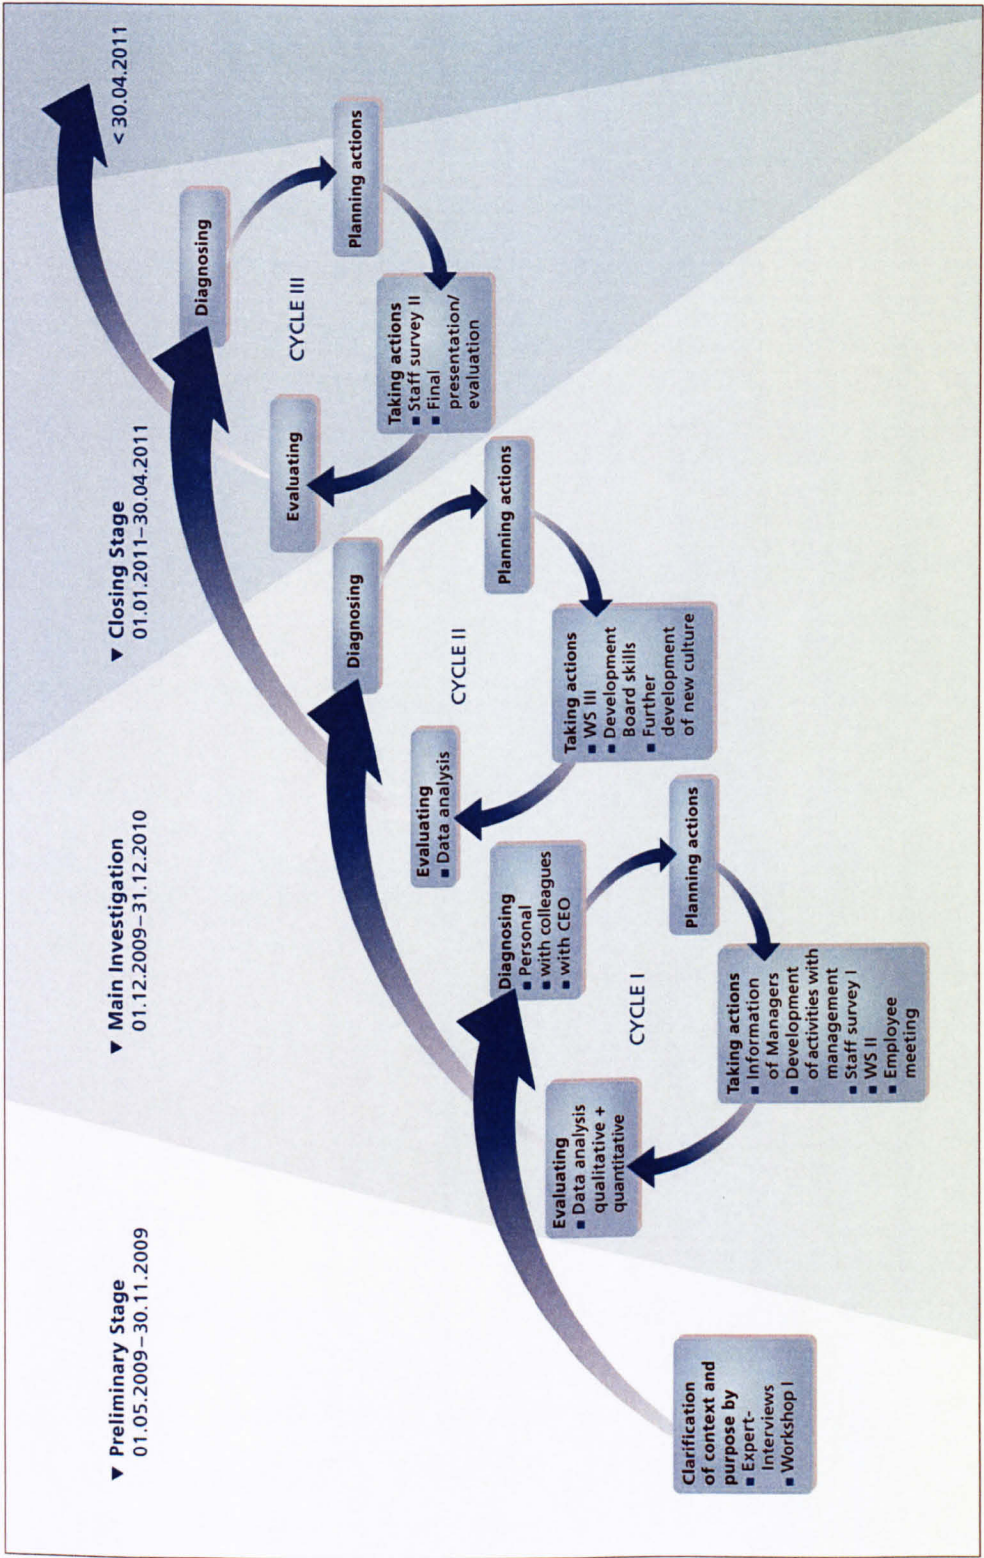 ▼ Preliminary Stage
01.05.2009–30.11.2009
▼ Main Investigation
01.12.2009–31.12.2010
▼ Closing Stage
01.01.2011–30.04.2011
< 30.04.2011
Clarification
of context and
purpose by
■ Expert-
Interviews
■ Workshop I
Diagnosing
■ Personal
■ with colleagues
■ with CEO
Planning actions
CYCLE I
Taking actions
■ Information
of Managers
■ Development
of activities with
management
■ Staff survey I
■ WS II
■ Employee
meeting
Evaluating
■ Data analysis
qualitative +
quantitative
Diagnosing
Planning actions
CYCLE II
Taking actions
■ WS III
■ Development
Board skills
■ Further
development
of new culture
Evaluating
■ Data analysis
Diagnosing
Planning actions
CYCLE III
Taking actions
■ Staff survey II
■ Final
presentation/
evaluation
Evaluating